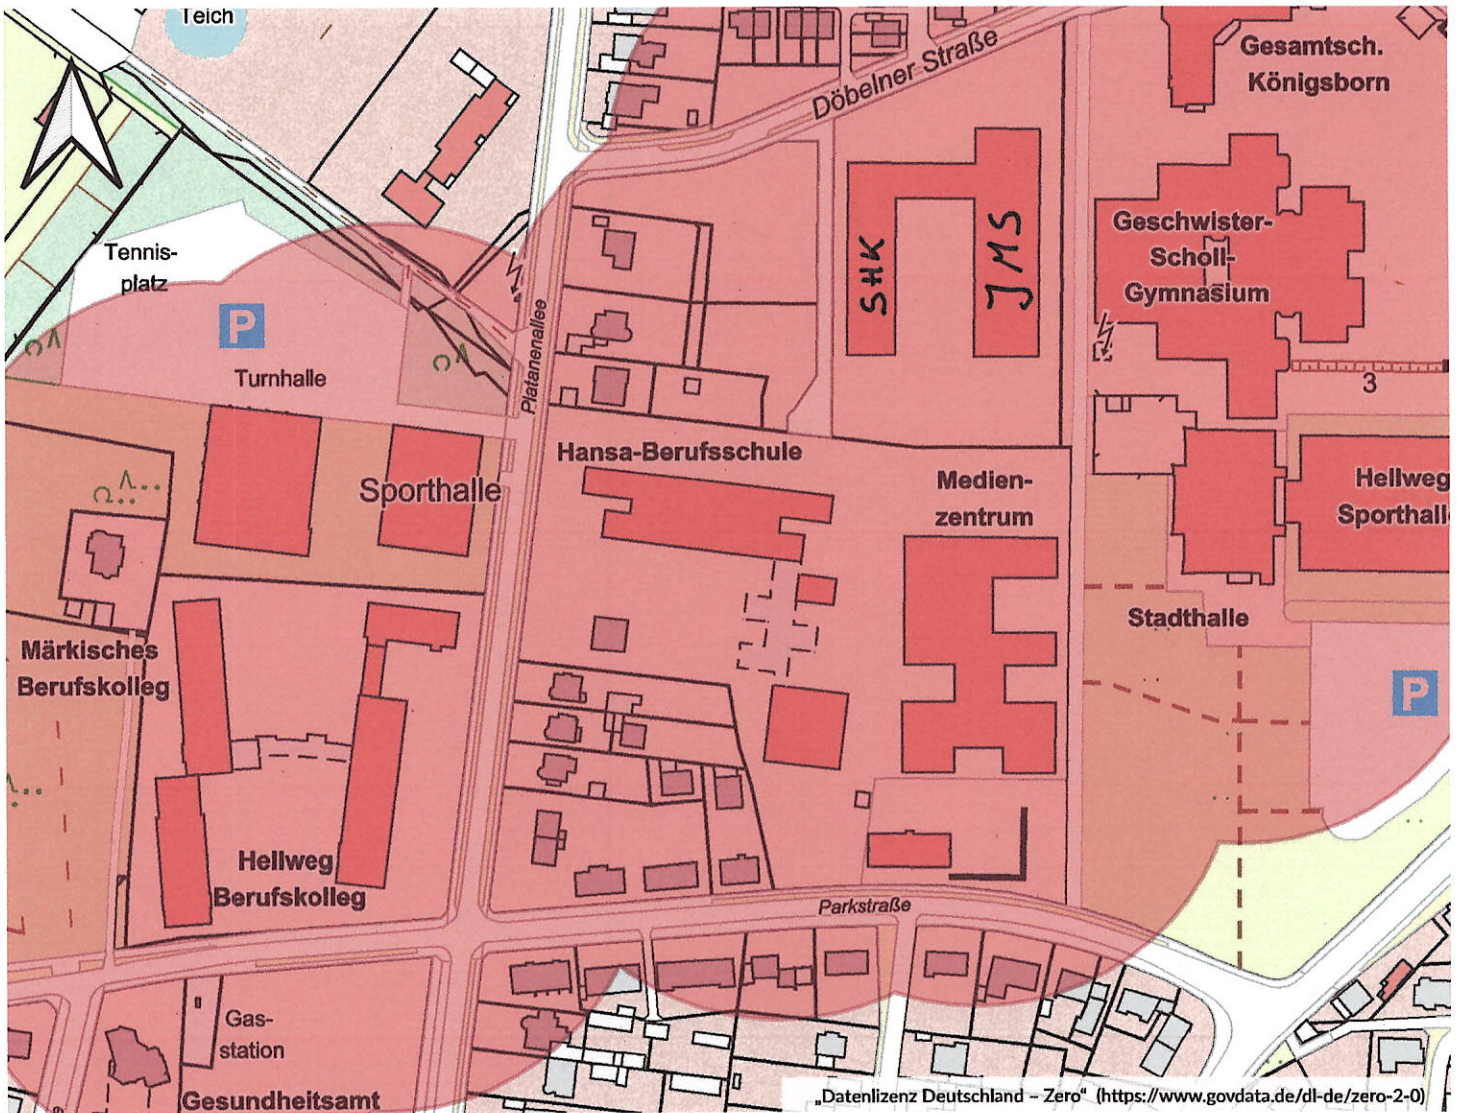 Teich
Döbelner Straße
Gesamtsch.
Königsborn
SHK
JMS
Geschwister-
Scholl-
Gymnasium
Tennis-
platz
P
Turnhalle
Platanenallee
3
Hansa-Berufsschule
Sporthalle
Medien-
zentrum
Hellweg
Sporthall
Stadthalle
Märkisches
Berufskolleg
P
Hellweg
Berufskolleg
Parkstraße
Gas-
station
Gesundheitsamt
„Datenlizenz Deutschland – Zero“ (https://www.govdata.de/dl-de/zero-2-0)